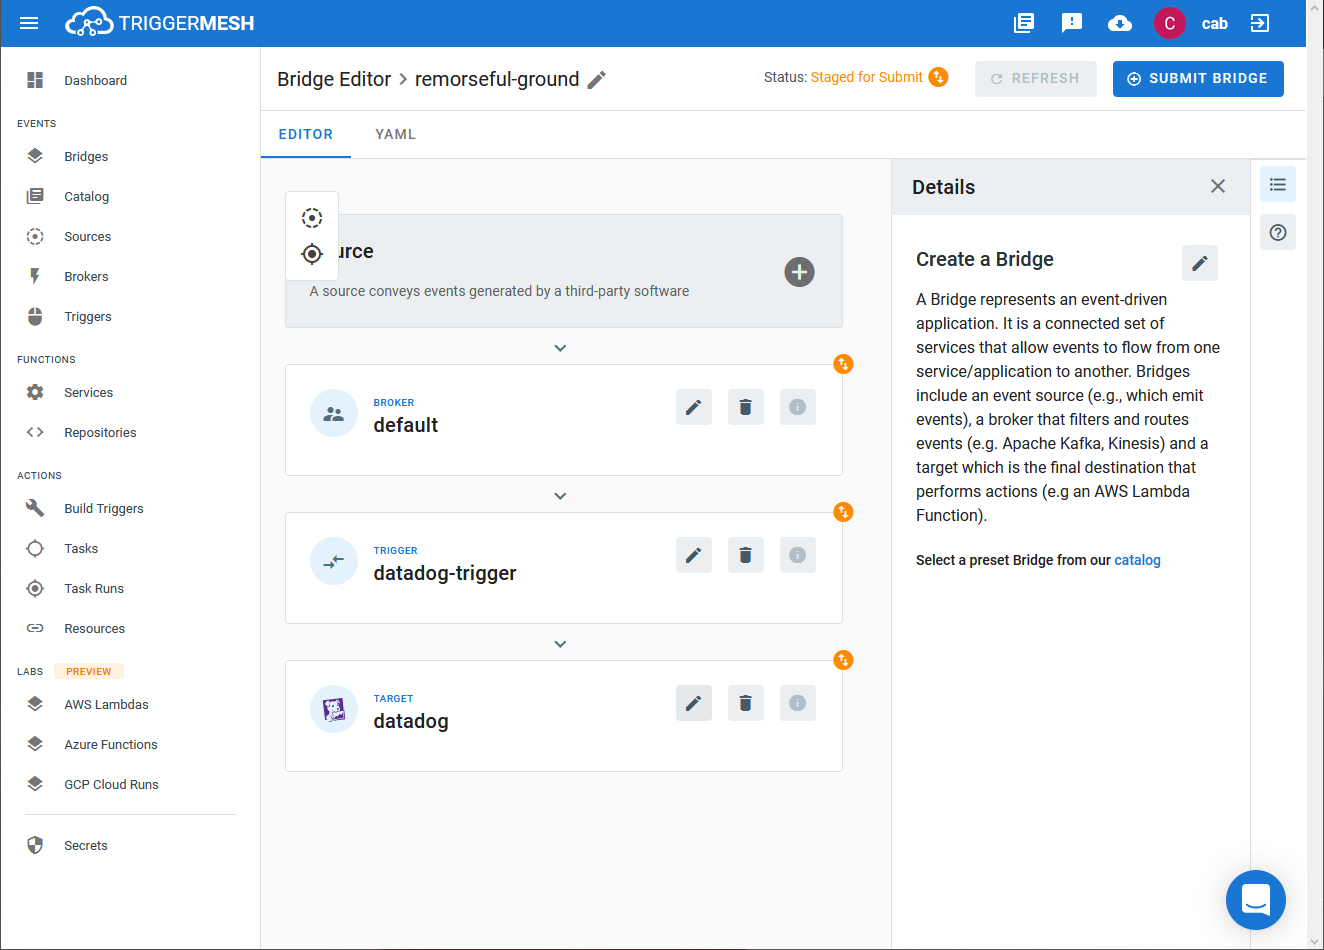 TRIGGERMESH
C
cab
Dashboard
EVENTS
Bridges
Catalog
Sources
Brokers
Triggers
FUNCTIONS
Services
Repositories
ACTIONS
Build Triggers
Tasks
Task Runs
Resources
LABS PREVIEW
AWS Lambdas
Azure Functions
GCP Cloud Runs
Secrets
Bridge Editor > remorseful-ground
Status: Staged for Submit
REFRESH
SUBMIT BRIDGE
EDITOR YAML
urce
A source conveys events generated by a third-party software
BROKER
default
TRIGGER
datadog-trigger
TARGET
datadog
Details
Create a Bridge
A Bridge represents an event-driven
application. It is a connected set of
services that allow events to flow from one
service/application to another. Bridges
include an event source (e.g., which emit
events), a broker that filters and routes
events (e.g. Apache Kafka, Kinesis) and a
target which is the final destination that
performs actions (e.g an AWS Lambda
Function).
Select a preset Bridge from our catalog